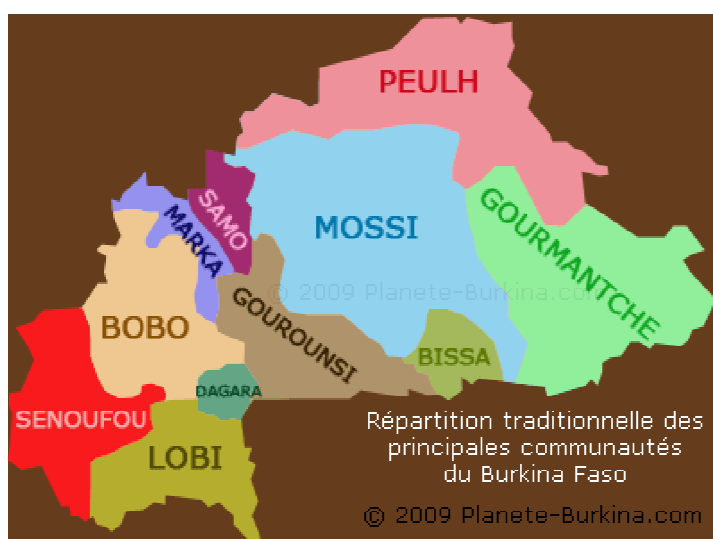 PEULH
SAMO
MARKA
MOSSI
GOURMANTCHE
© 2009 Planete-Burkina.com
GOUROUNSI
BOBO
BISSA
DAGARA
SENOUFOU
LOBI
Répartition traditionnelle des
principales communautés
du Burkina Faso
© 2009 Planete-Burkina.com